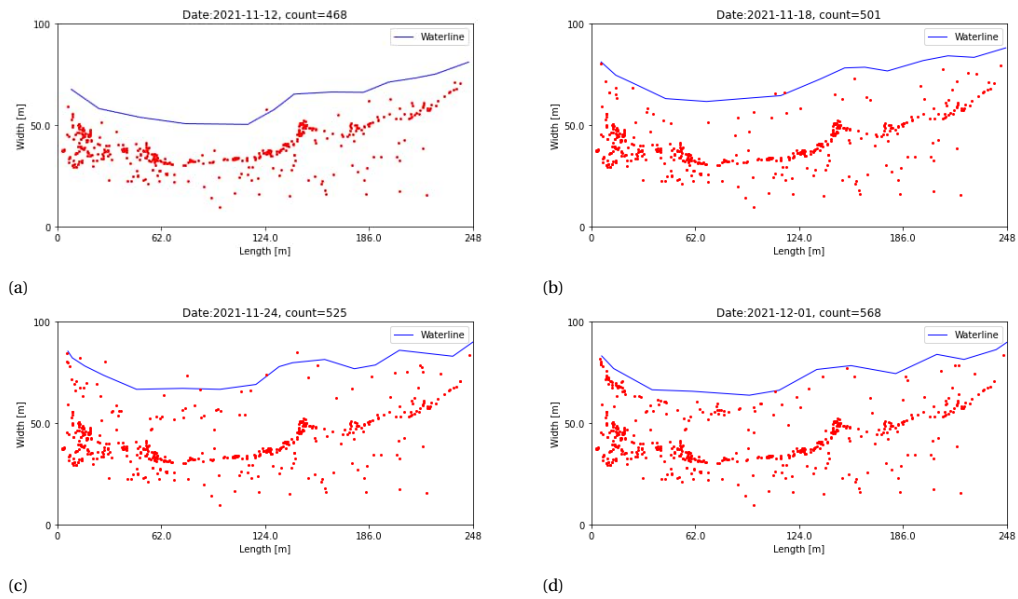 Date:2021-11-12, count=468
100
Waterline
Width [m]
50.0
0
0 62.0 124.0 186.0 248
Length [m]
(a)
Date:2021-11-18, count=501
100
Waterline
Width [m]
50.0
0
0 62.0 124.0 186.0 248
Length [m]
(b)
Date:2021-11-24, count=525
100
Waterline
Width [m]
50.0
0
0 62.0 124.0 186.0 248
Length [m]
(c)
Date:2021-12-01, count=568
100
Waterline
Width [m]
50.0
0
0 62.0 124.0 186.0 248
Length [m]
(d)